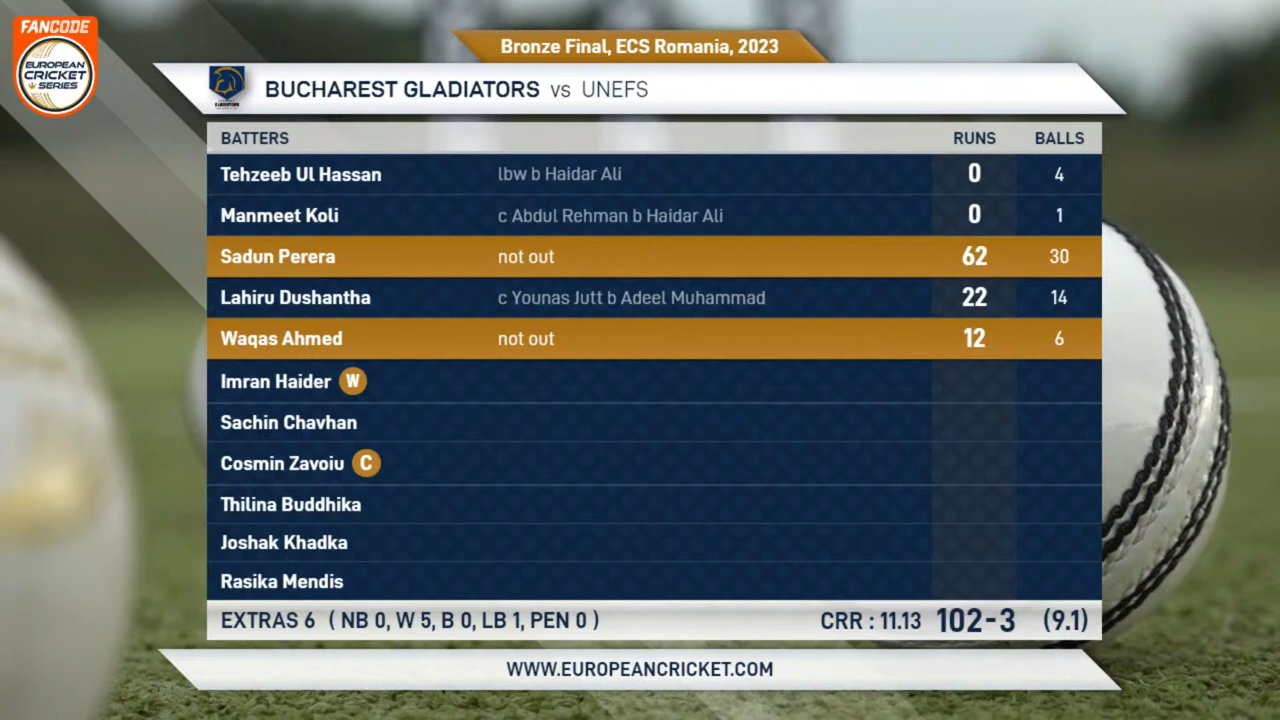 FANCODE
EUROPEAN
CRICKET
SERIES
Bronze Final, ECS Romania, 2023
GLADIATORS
BUCHAREST GLADIATORS vs UNEFS
BATTERS RUNS BALLS
Tehzeeb Ul Hassan lbw b Haidar Ali 0 4
Manmeet Koli c Abdul Rehman b Haidar Ali 0 1
Sadun Perera not out 62 30
Lahiru Dushantha c Younas Jutt b Adeel Muhammad 22 14
Waqas Ahmed not out 12 6
Imran Haider W
Sachin Chavhan
Cosmin Zavoiu C
Thilina Buddhika
Joshak Khadka
Rasika Mendis
EXTRAS 6 ( NB 0, W 5, B 0, LB 1, PEN 0 ) CRR : 11.13 102-3 (9.1)
WWW.EUROPEANCRICKET.COM